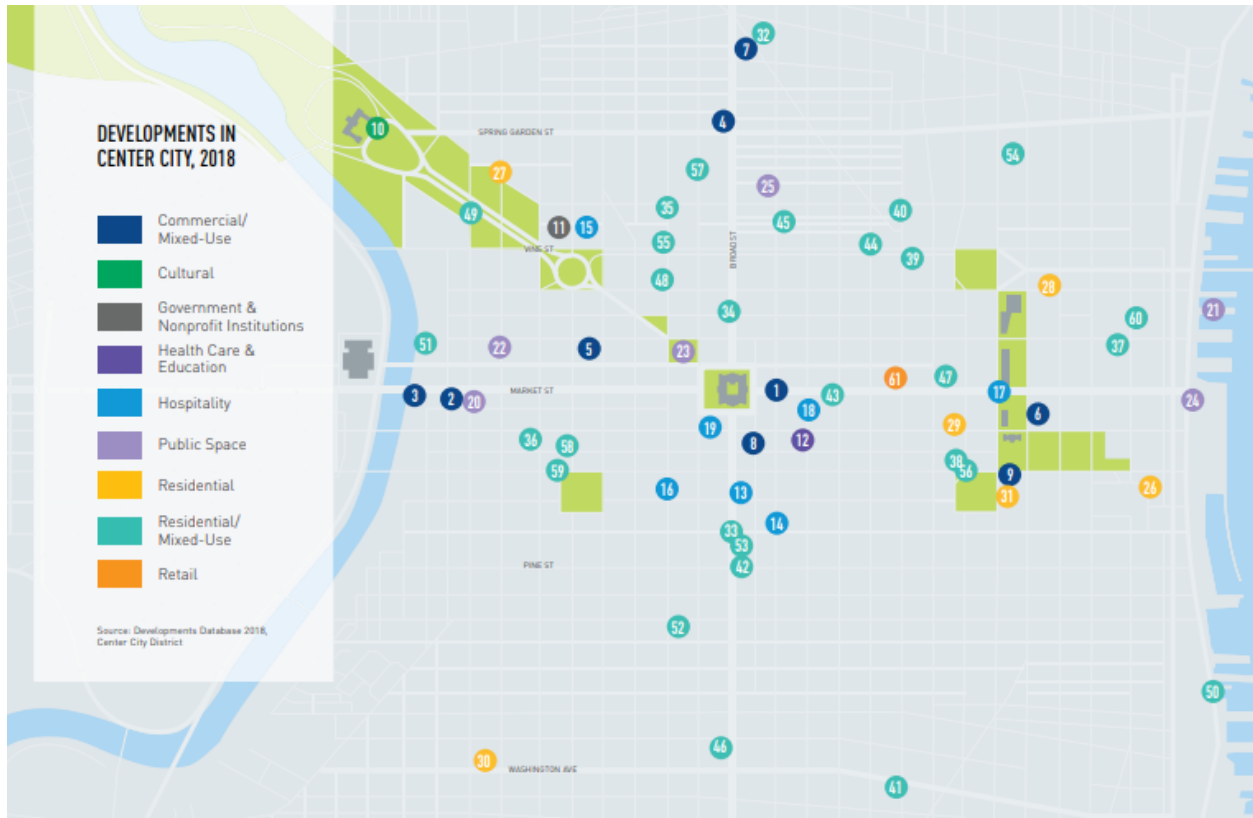 DEVELOPMENTS IN
CENTER CITY, 2018
Commercial/
Mixed-Use
Cultural
Government &
Nonprofit Institutions
Health Care &
Education
Hospitality
Public Space
Residential
Residential/
Mixed-Use
Retail
Source: Developments Database 2018,
Center City District
32
7
4
10
SPRING GARDEN ST
54
57
27
25
35
40
49
45
11
15
BROAD ST
55
44
VINE ST
39
48
28
34
21
60
51
22
5
23
37
47
61
1
MARKET ST
17
3
2
20
43
24
18
6
19
29
36
58
8
12
59
38
56
9
16
13
31
26
14
33
53
PINE ST
42
52
50
46
30
WASHINGTON AVE
41